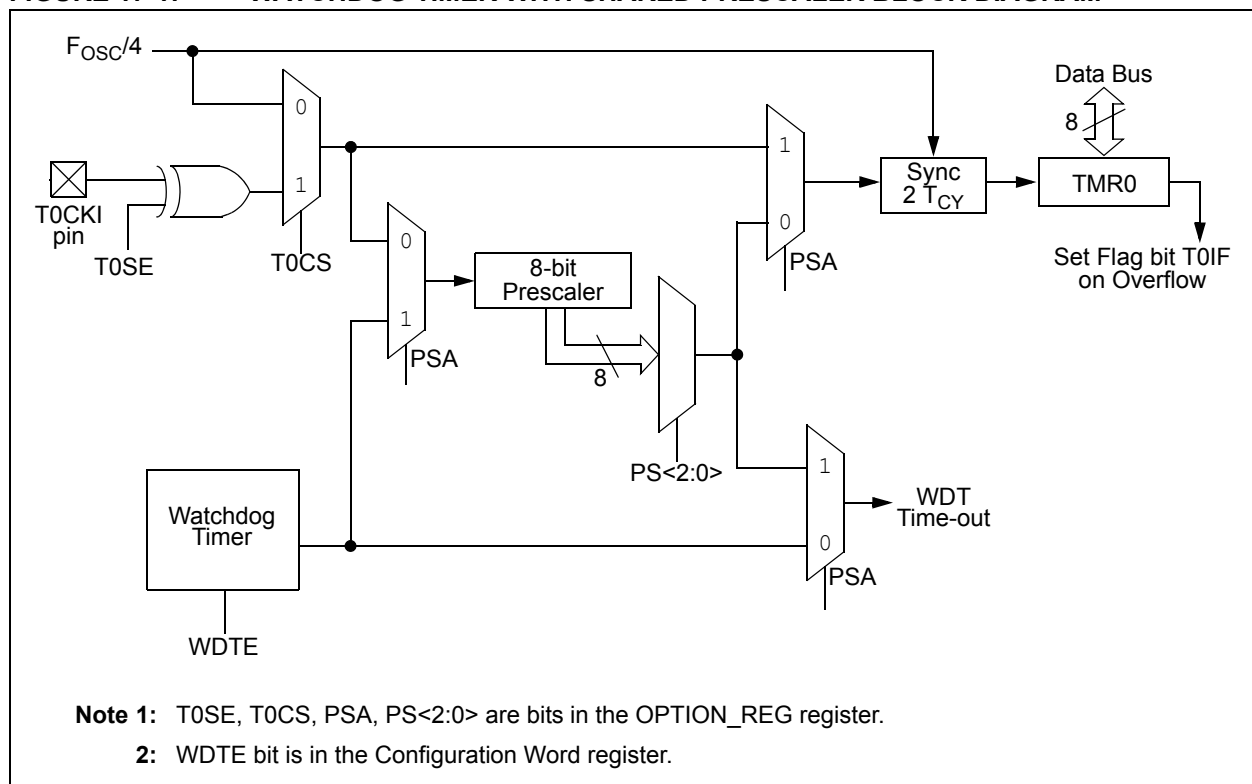 F_OSC/4
Data Bus
0
8
1
1
T0CKI
pin
Sync
2 T_CY
TMR0
T0SE
T0CS
0
0
8-bit
Prescaler
PSA
Set Flag bit T0IF
on Overflow
1
PSA
8
PS<2:0>
1
WDT
Time-out
Watchdog
Timer
0
PSA
WDTE
Note 1: T0SE, T0CS, PSA, PS<2:0> are bits in the OPTION_REG register.
2: WDTE bit is in the Configuration Word register.